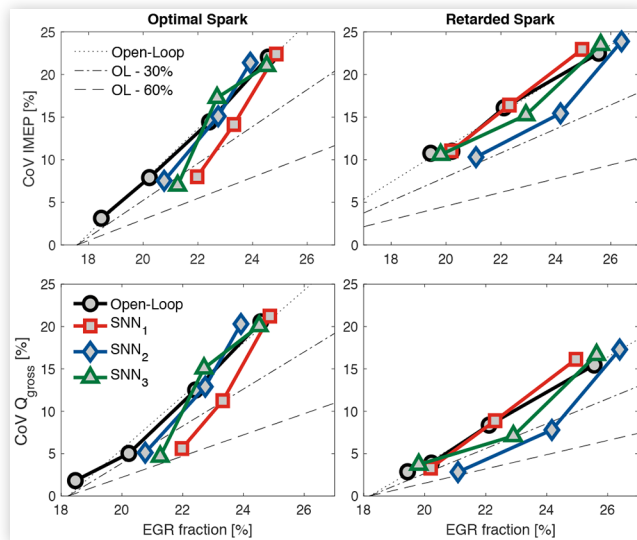 Optimal Spark
Retarded Spark
CoV IMEP [%]
25
20
15
10
5
0
Open-Loop
OL - 30%
OL - 60%
18 20 22 24 26
25
20
15
10
5
0
18 20 22 24 26
CoV Qgross [%]
25
20
15
10
5
0
Open-Loop
SNN1
SNN2
SNN3
18 20 22 24 26
EGR fraction [%]
25
20
15
10
5
0
18 20 22 24 26
EGR fraction [%]